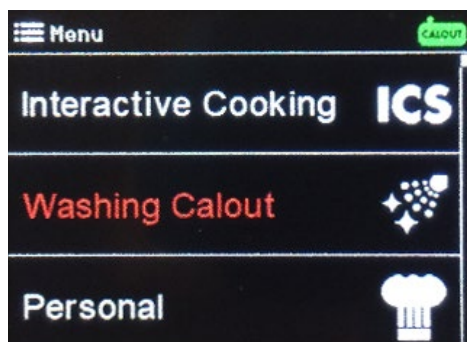 Menu
CALOUT
Interactive Cooking ICS
Washing Calout
Personal